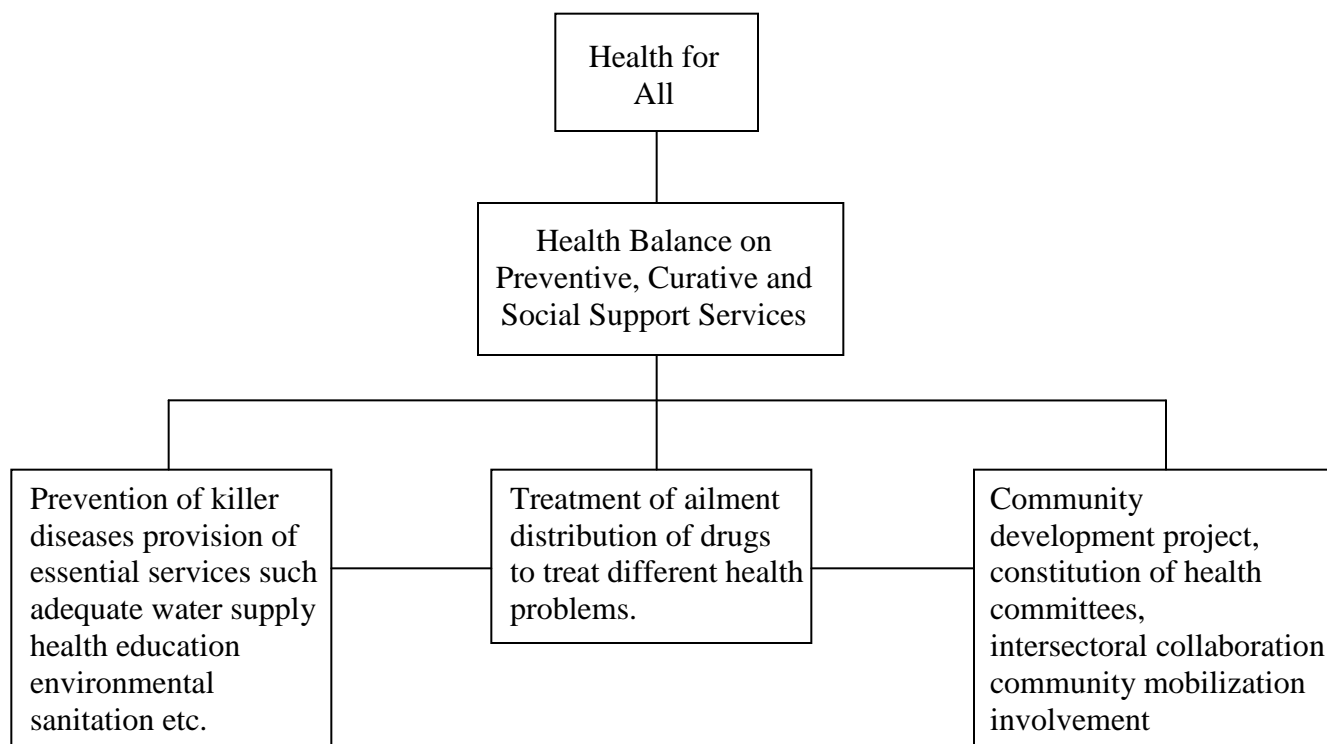 Health for
All
Health Balance on
Preventive, Curative and
Social Support Services
Prevention of killer
diseases provision of
essential services such
adequate water supply
health education
environmental
sanitation etc.
Treatment of ailment
distribution of drugs
to treat different health
problems.
Community
development project,
constitution of health
committees,
intersectoral collaboration
community mobilization
involvement